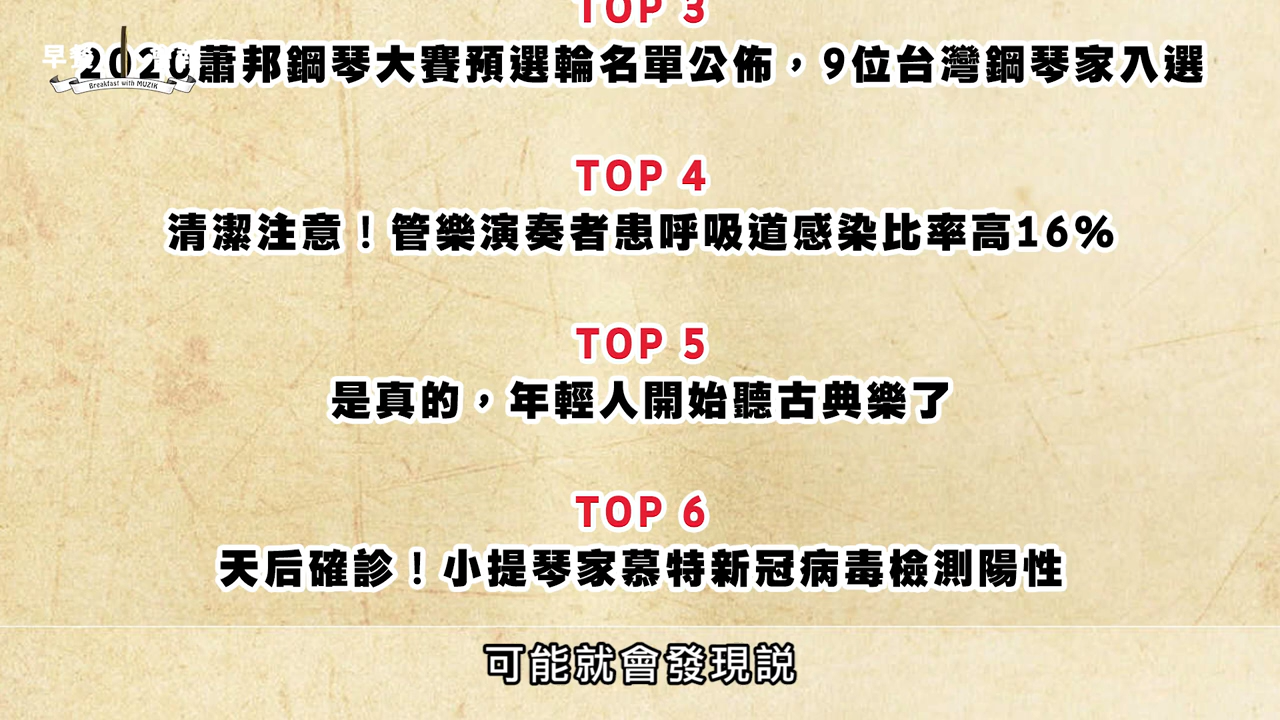 TOP 3
2020蕭邦鋼琴大賽預選輪名單公佈，9位台灣鋼琴家入選
Breakfast with MUZIK
TOP 4
清潔注意！管樂演奏者患呼吸道感染比率高16%
TOP 5
是真的，年輕人開始聽古典樂了
TOP 6
天后確診！小提琴家慕特新冠病毒檢測陽性
可能就會發現説